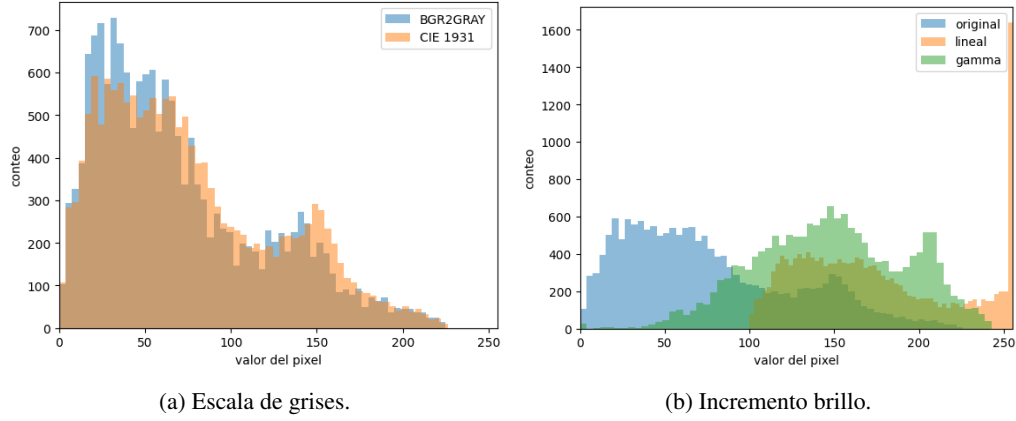 BGR2GRAY
CIE 1931
700
600
500
400
300
200
100
0
conteo
0 50 100 150 200 250
valor del pixel
(a) Escala de grises.
original
lineal
gamma
1600
1400
1200
1000
800
600
400
200
0
conteo
0 50 100 150 200 250
valor del pixel
(b) Incremento brillo.